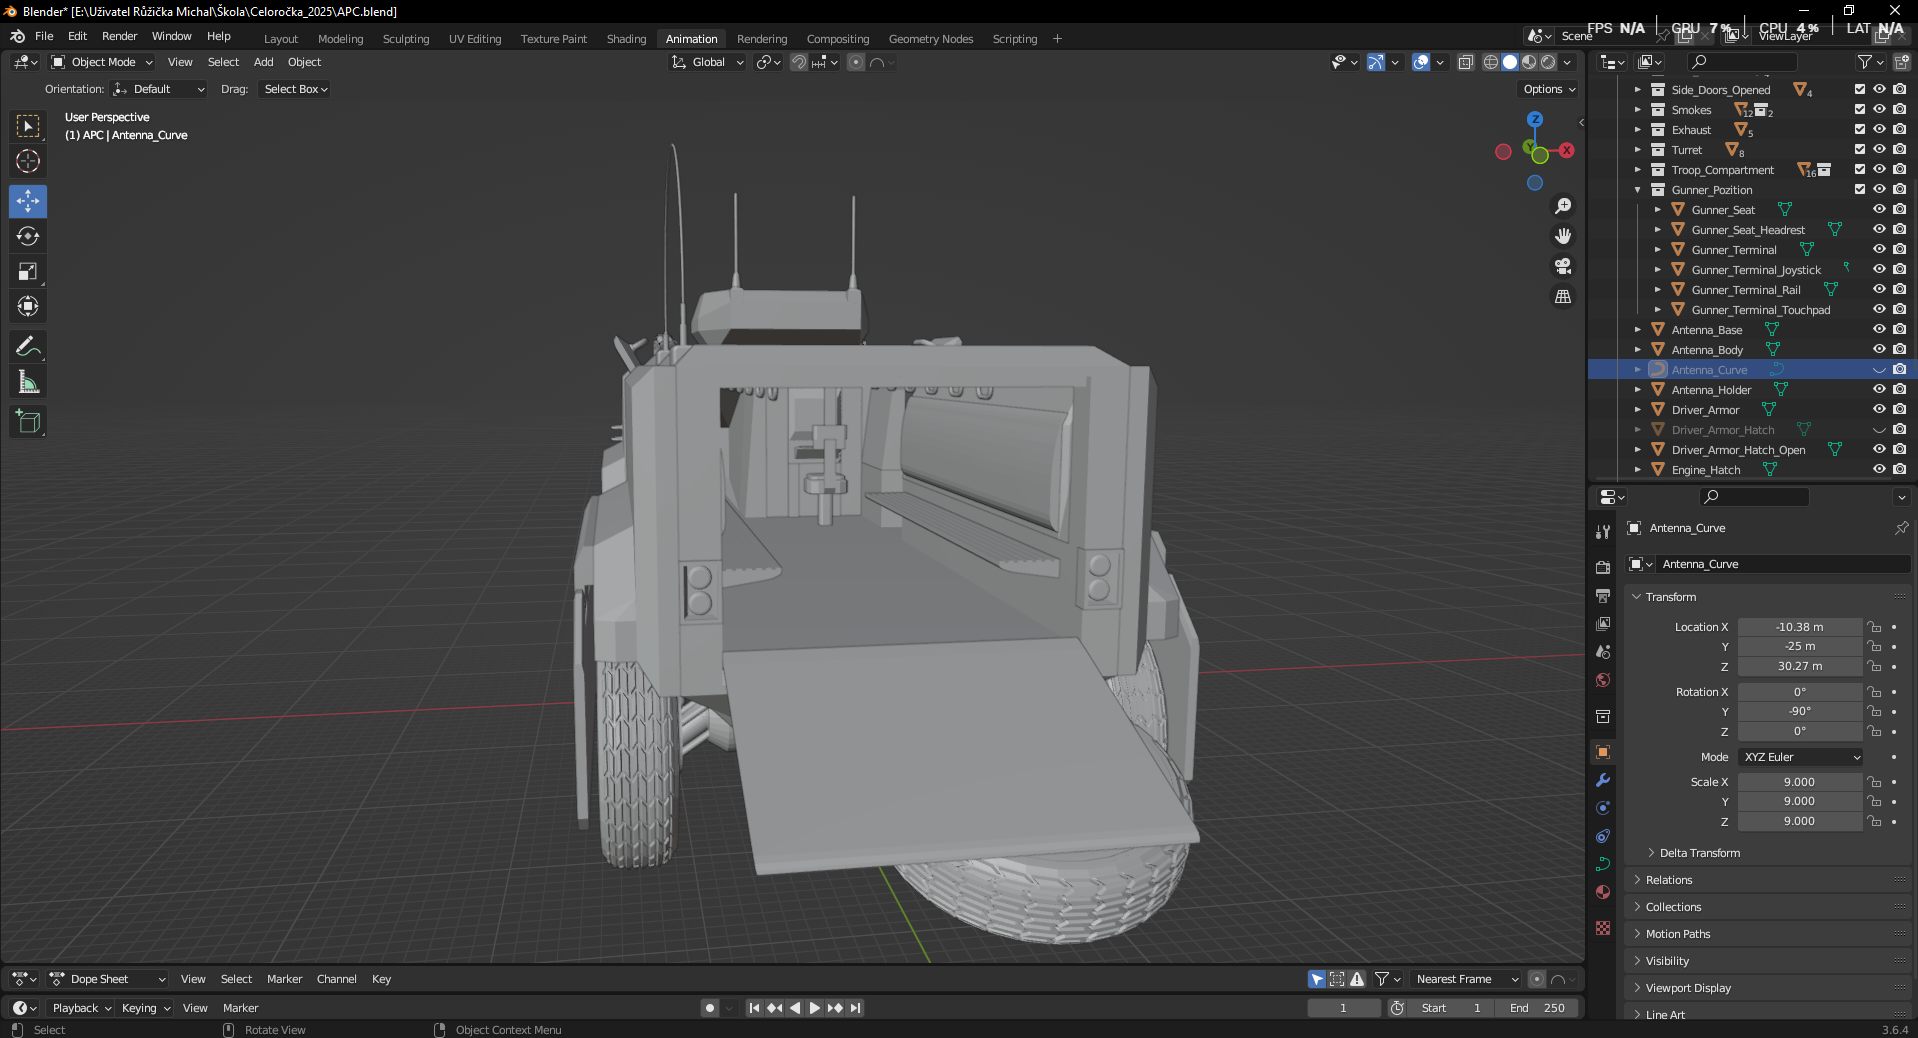 Blender* [E:\Uživatel Růžička Michal\Škola\Celoročka_2025\APC.blend]
File Edit Render Window Help Layout Modeling Sculpting UV Editing Texture Paint Shading Animation Rendering Compositing Geometry Nodes Scripting
Scene ViewLayer
FPS N/A GRU 7 % CPU 4 % LAT N/A
Object Mode View Select Add Object Global
Orientation: Default Drag: Select Box Options
User Perspective
(1) APC | Antenna_Curve
Z
X
Y
Side_Doors_Opened 4
Smokes 12 2
Exhaust 5
Turret 8
Troop_Compartment 16
Gunner_Pozition
Gunner_Seat
Gunner_Seat_Headrest
Gunner_Terminal
Gunner_Terminal_Joystick
Gunner_Terminal_Rail
Gunner_Terminal_Touchpad
Antenna_Base
Antenna_Body
Antenna_Curve
Antenna_Holder
Driver_Armor
Driver_Armor_Hatch
Driver_Armor_Hatch_Open
Engine_Hatch
Antenna_Curve
Antenna_Curve
Transform
Location X -10.38 m
Y -25 m
Z 30.27 m
Rotation X 0°
Y -90°
Z 0°
Mode XYZ Euler
Scale X 9.000
Y 9.000
Z 9.000
Delta Transform
Relations
Collections
Motion Paths
Visibility
Viewport Display
Line Art
Dope Sheet View Select Marker Channel Key Nearest Frame
Playback Keying View Marker 1 Start 1 End 250
Select Rotate View Object Context Menu 3.6.4